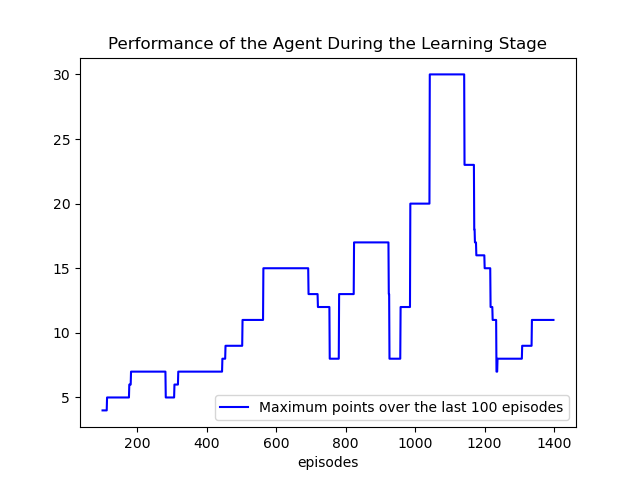 Performance of the Agent During the Learning Stage
30
25
20
15
10
5
Maximum points over the last 100 episodes
200 400 600 800 1000 1200 1400
episodes